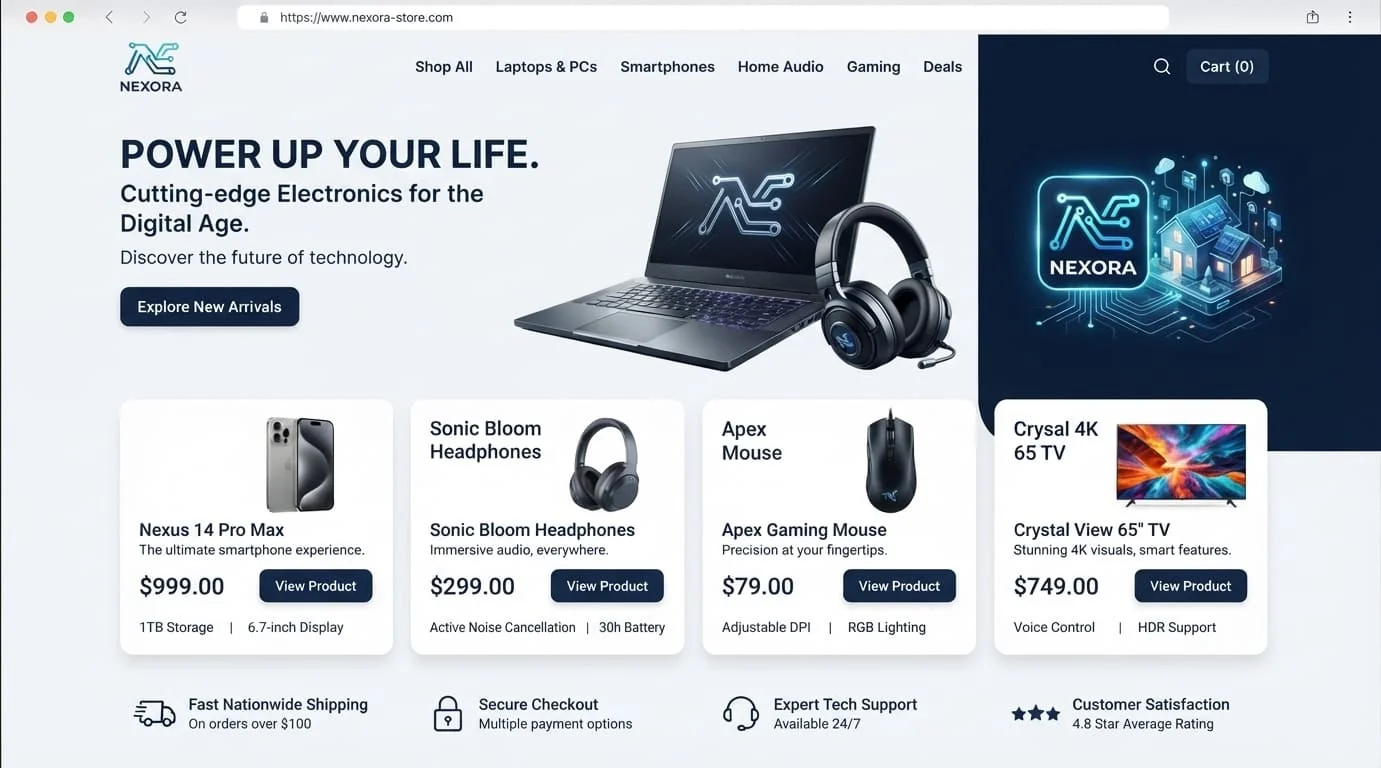 https://www.nexora-store.com
NEXORA
Shop All
Laptops & PCs
Smartphones
Home Audio
Gaming
Deals
Cart (0)
POWER UP YOUR LIFE.
Cutting-edge Electronics for the
Digital Age.
Discover the future of technology.
Explore New Arrivals
NEXORA
Nexus 14 Pro Max
The ultimate smartphone experience.
$999.00
View Product
1TB Storage | 6.7-inch Display
Sonic Bloom
Headphones
Sonic Bloom Headphones
Immersive audio, everywhere.
$299.00
View Product
Active Noise Cancellation | 30h Battery
Apex
Mouse
Apex Gaming Mouse
Precision at your fingertips.
$79.00
View Product
Adjustable DPI | RGB Lighting
Crysal 4K
65 TV
Crystal View 65" TV
Stunning 4K visuals, smart features.
$749.00
View Product
Voice Control | HDR Support
Fast Nationwide Shipping
On orders over $100
Secure Checkout
Multiple payment options
Expert Tech Support
Available 24/7
Customer Satisfaction
4.8 Star Average Rating